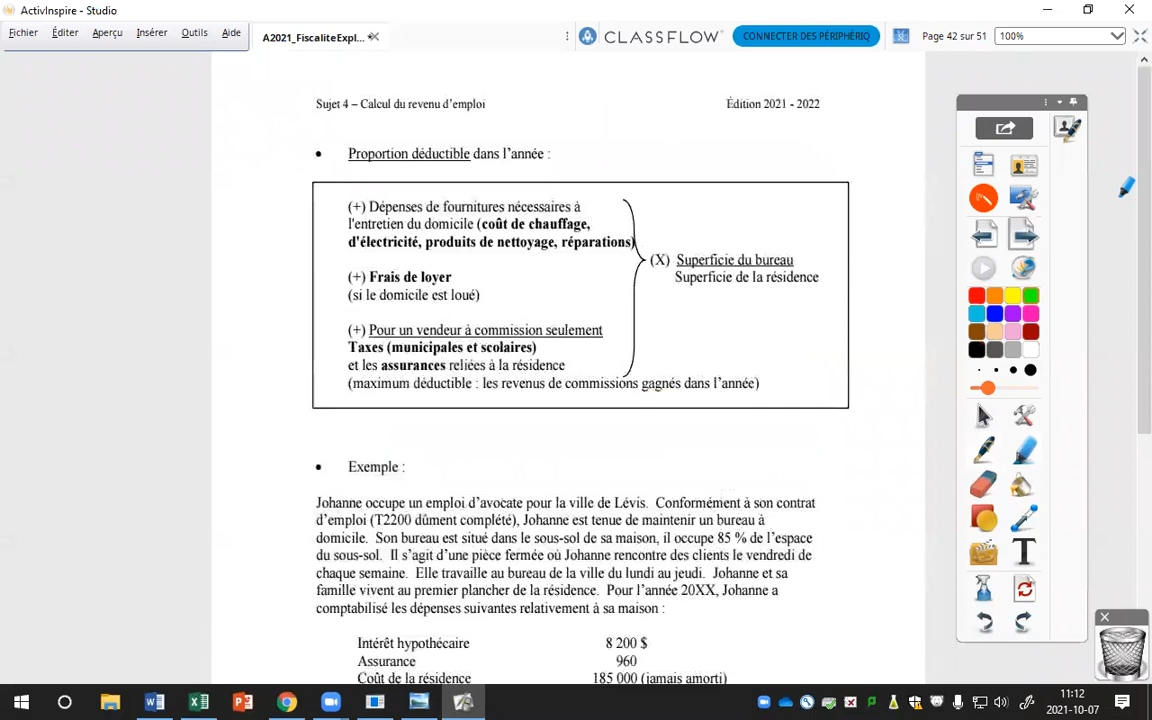 ActivInspire - Studio
Fichier Éditer Aperçu Insérer Outils Aide
A2021_FiscaliteExpl...
CLASSFLOW
CONNECTER DES PÉRIPHÉRIQ
Page 42 sur 51
100%
Sujet 4 – Calcul du revenu d'emploi
Édition 2021 - 2022
• Proportion déductible dans l'année :
(+) Dépenses de fournitures nécessaires à
l'entretien du domicile (coût de chauffage,
d'électricité, produits de nettoyage, réparations)
(X) Superficie du bureau
Superficie de la résidence
(+) Frais de loyer
(si le domicile est loué)
(+) Pour un vendeur à commission seulement
Taxes (municipales et scolaires)
et les assurances reliées à la résidence
(maximum déductible : les revenus de commissions gagnés dans l'année)
• Exemple :
Johanne occupe un emploi d'avocate pour la ville de Lévis. Conformément à son contrat
d'emploi (T2200 dûment complété), Johanne est tenue de maintenir un bureau à
domicile. Son bureau est situé dans le sous-sol de sa maison, il occupe 85 % de l'espace
du sous-sol. Il s'agit d'une pièce fermée où Johanne rencontre des clients le vendredi de
chaque semaine. Elle travaille au bureau de la ville du lundi au jeudi. Johanne et sa
famille vivent au premier plancher de la résidence. Pour l'année 20XX, Johanne a
comptabilisé les dépenses suivantes relativement à sa maison :
Intérêt hypothécaire 8 200 $
Assurance 960
Coût de la résidence 185 000 (jamais amorti)
11:12
2021-10-07